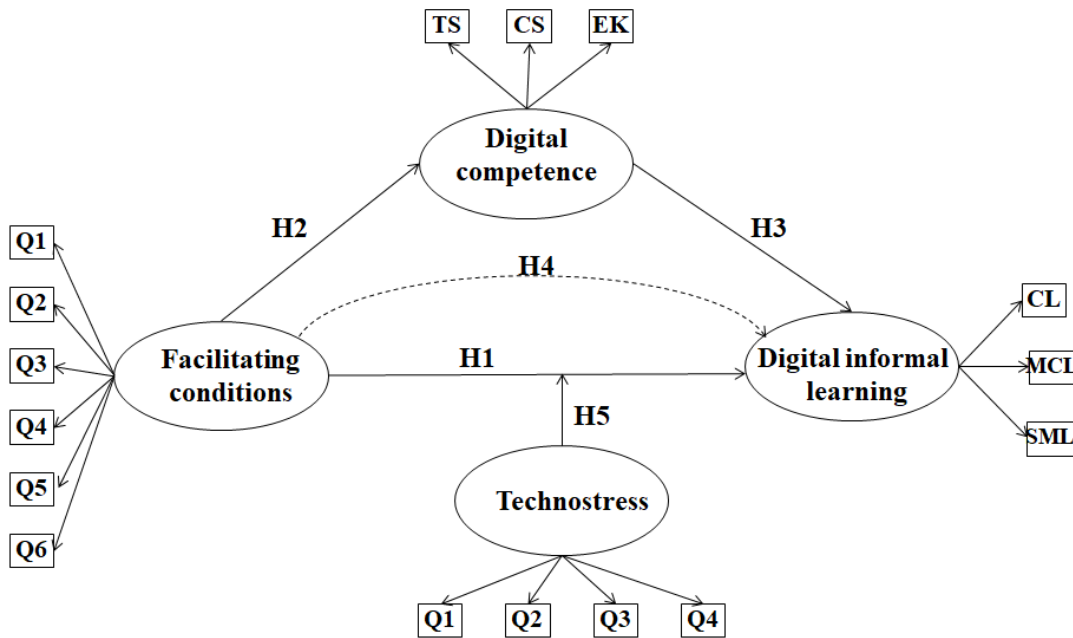 TS CS EK
Digital
competence
H2
H3
Q1
Q2
Q3
Q4
Q5
Q6
H4
Facilitating
conditions
H1
Digital informal
learning
CL
MCL
SML
H5
Technostress
Q1 Q2 Q3 Q4